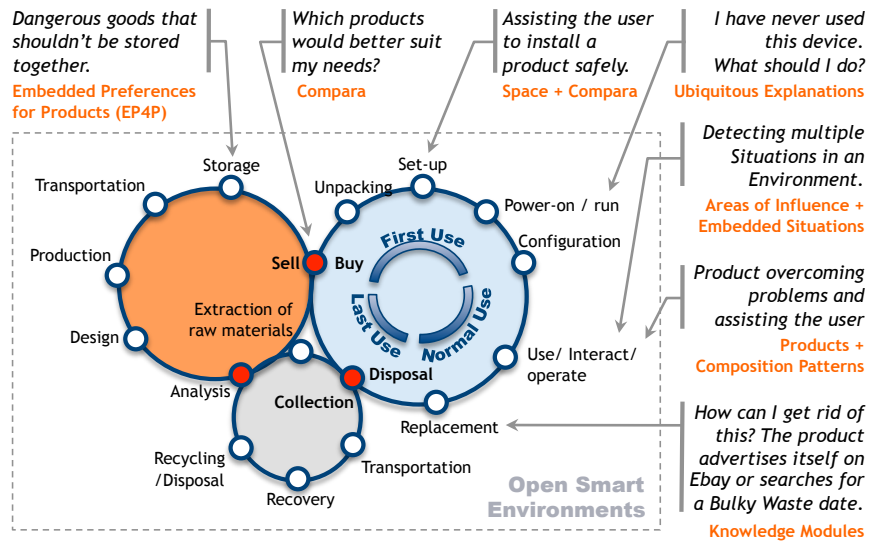 Dangerous goods that
shouldn't be stored
together.
Embedded Preferences
for Products (EP4P)
Which products
would better suit
my needs?
Compara
Assisting the user
to install a
product safely.
Space + Compara
I have never used
this device.
What should I do?
Ubiquitous Explanations
Detecting multiple
Situations in an
Environment.
Areas of Influence +
Embedded Situations
Product overcoming
problems and
assisting the user
Products +
Composition Patterns
How can I get rid of
this? The product
advertises itself on
Ebay or searches for
a Bulky Waste date.
Knowledge Modules
Storage
Transportation
Production
Design
Analysis
Extraction of
raw materials
Sell
Buy
Unpacking
Set-up
Power-on / run
Configuration
Use/ Interact/
operate
Replacement
Disposal
First Use
Normal Use
Last Use
Collection
Transportation
Recovery
Recycling
/Disposal
Open Smart
Environments